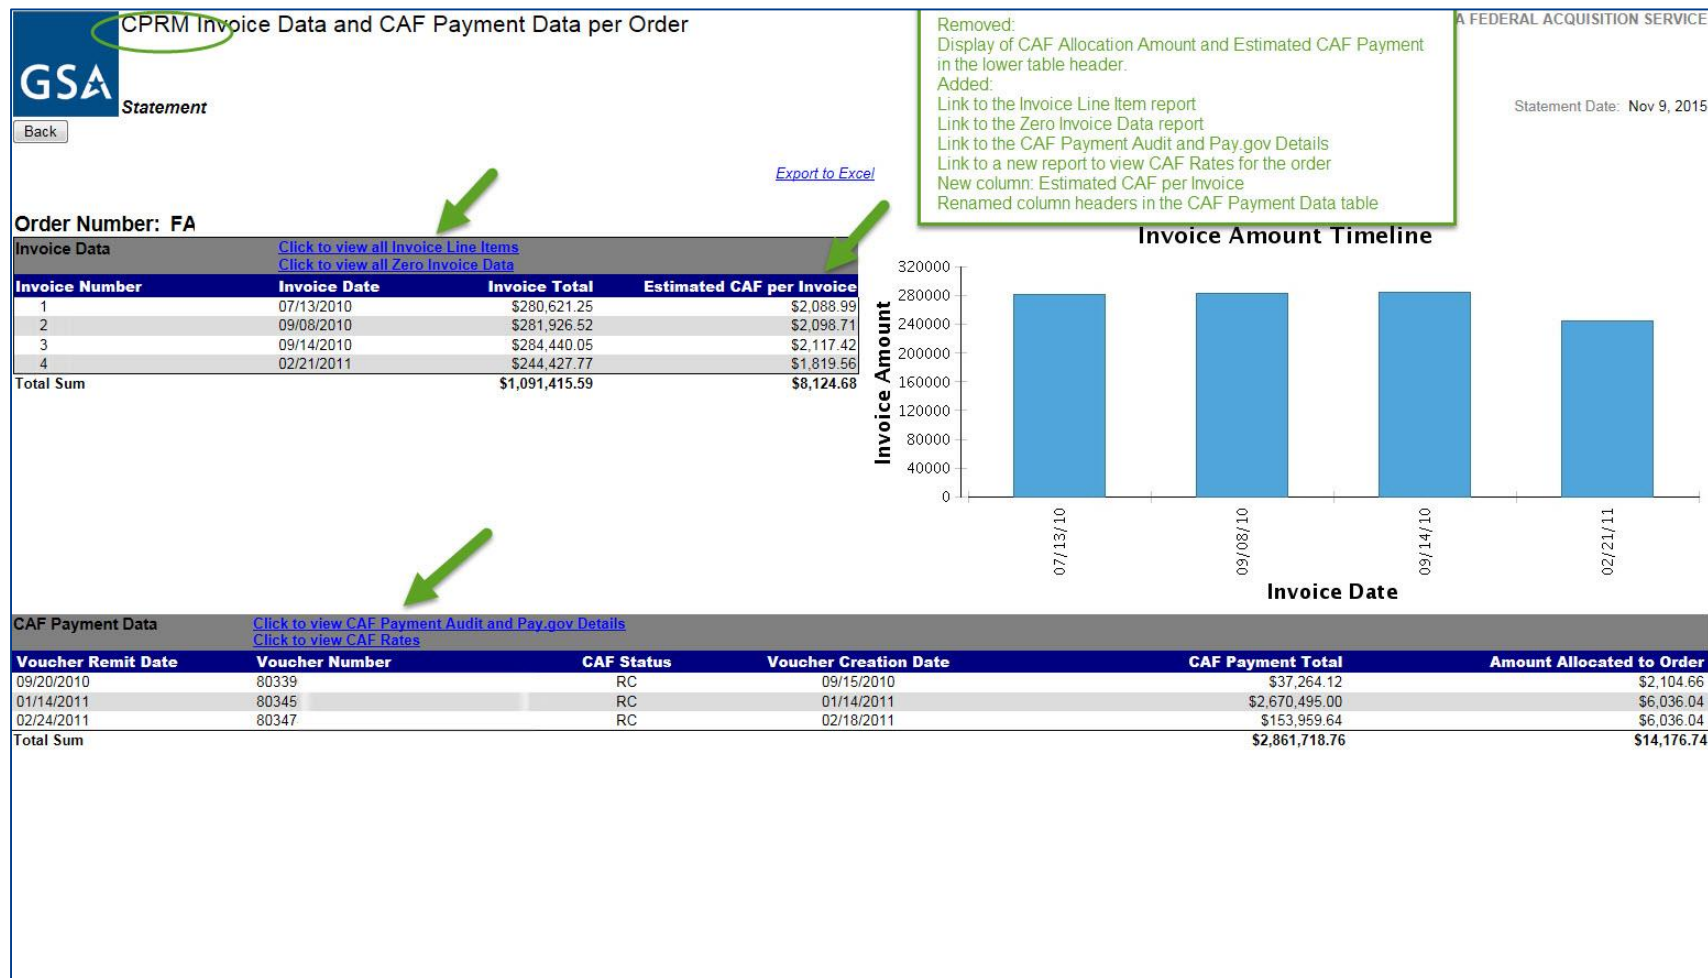 CPRM Invoice Data and CAF Payment Data per Order
GSA
Statement
Back
Removed:
Display of CAF Allocation Amount and Estimated CAF Payment
in the lower table header.
Added:
Link to the Invoice Line Item report
Link to the Zero Invoice Data report
Link to the CAF Payment Audit and Pay.gov Details
Link to a new report to view CAF Rates for the order
New column: Estimated CAF per Invoice
Renamed column headers in the CAF Payment Data table
A FEDERAL ACQUISITION SERVICE
Statement Date: Nov 9, 2015
Export to Excel
Order Number: FA
Invoice Data Click to view all Invoice Line Items
Click to view all Zero Invoice Data
Invoice Number Invoice Date Invoice Total Estimated CAF per Invoice
1 07/13/2010 $280,621.25 $2,088.99
2 09/08/2010 $281,926.52 $2,098.71
3 09/14/2010 $284,440.05 $2,117.42
4 02/21/2011 $244,427.77 $1,819.56
Total Sum $1,091,415.59 $8,124.68
Invoice Amount Timeline
Invoice Amount
320000
280000
240000
200000
160000
120000
80000
40000
0
07/13/10
09/08/10
09/14/10
02/21/11
Invoice Date
CAF Payment Data Click to view CAF Payment Audit and Pay.gov Details
Click to view CAF Rates
Voucher Remit Date Voucher Number CAF Status Voucher Creation Date CAF Payment Total Amount Allocated to Order
09/20/2010 80339 RC 09/15/2010 $37,264.12 $2,104.66
01/14/2011 80345 RC 01/14/2011 $2,670,495.00 $6,036.04
02/24/2011 80347 RC 02/18/2011 $153,959.64 $6,036.04
Total Sum $2,861,718.76 $14,176.74